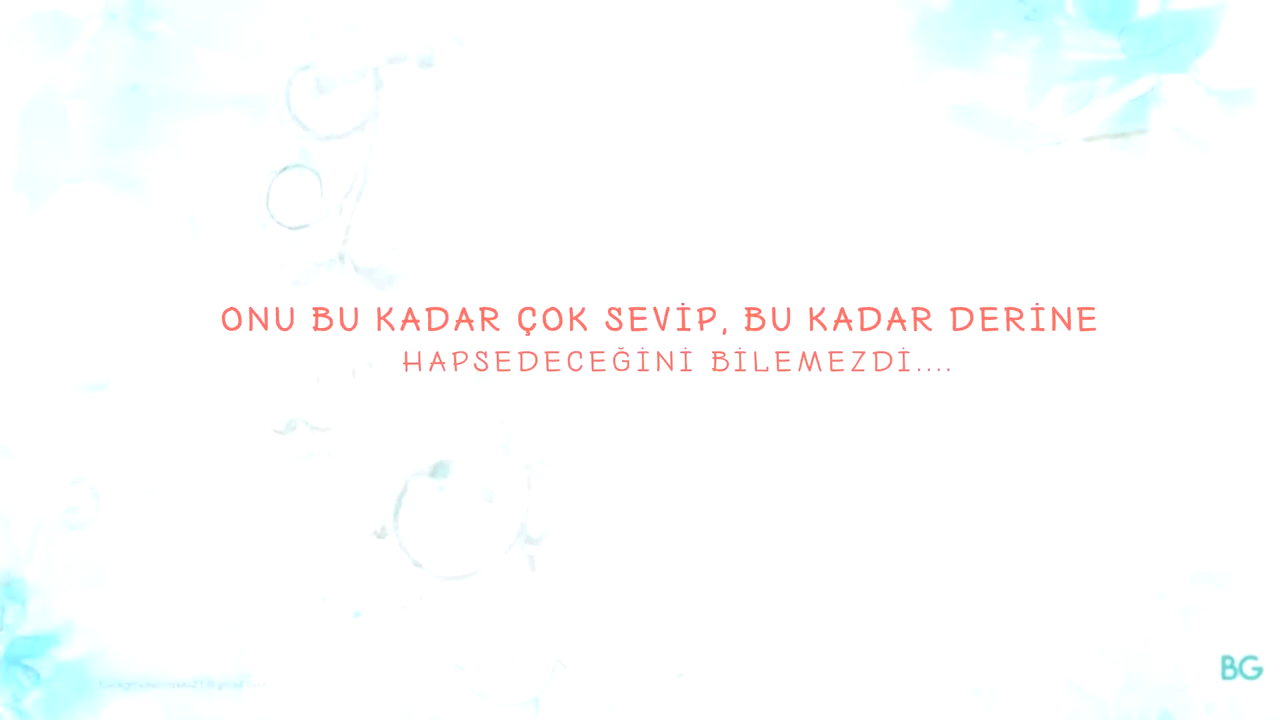 ONU BU KADAR ÇOK SEVİP, BU KADAR DERİNE
HAPSEDECEĞİNİ BİLEMEZDİ....
BG